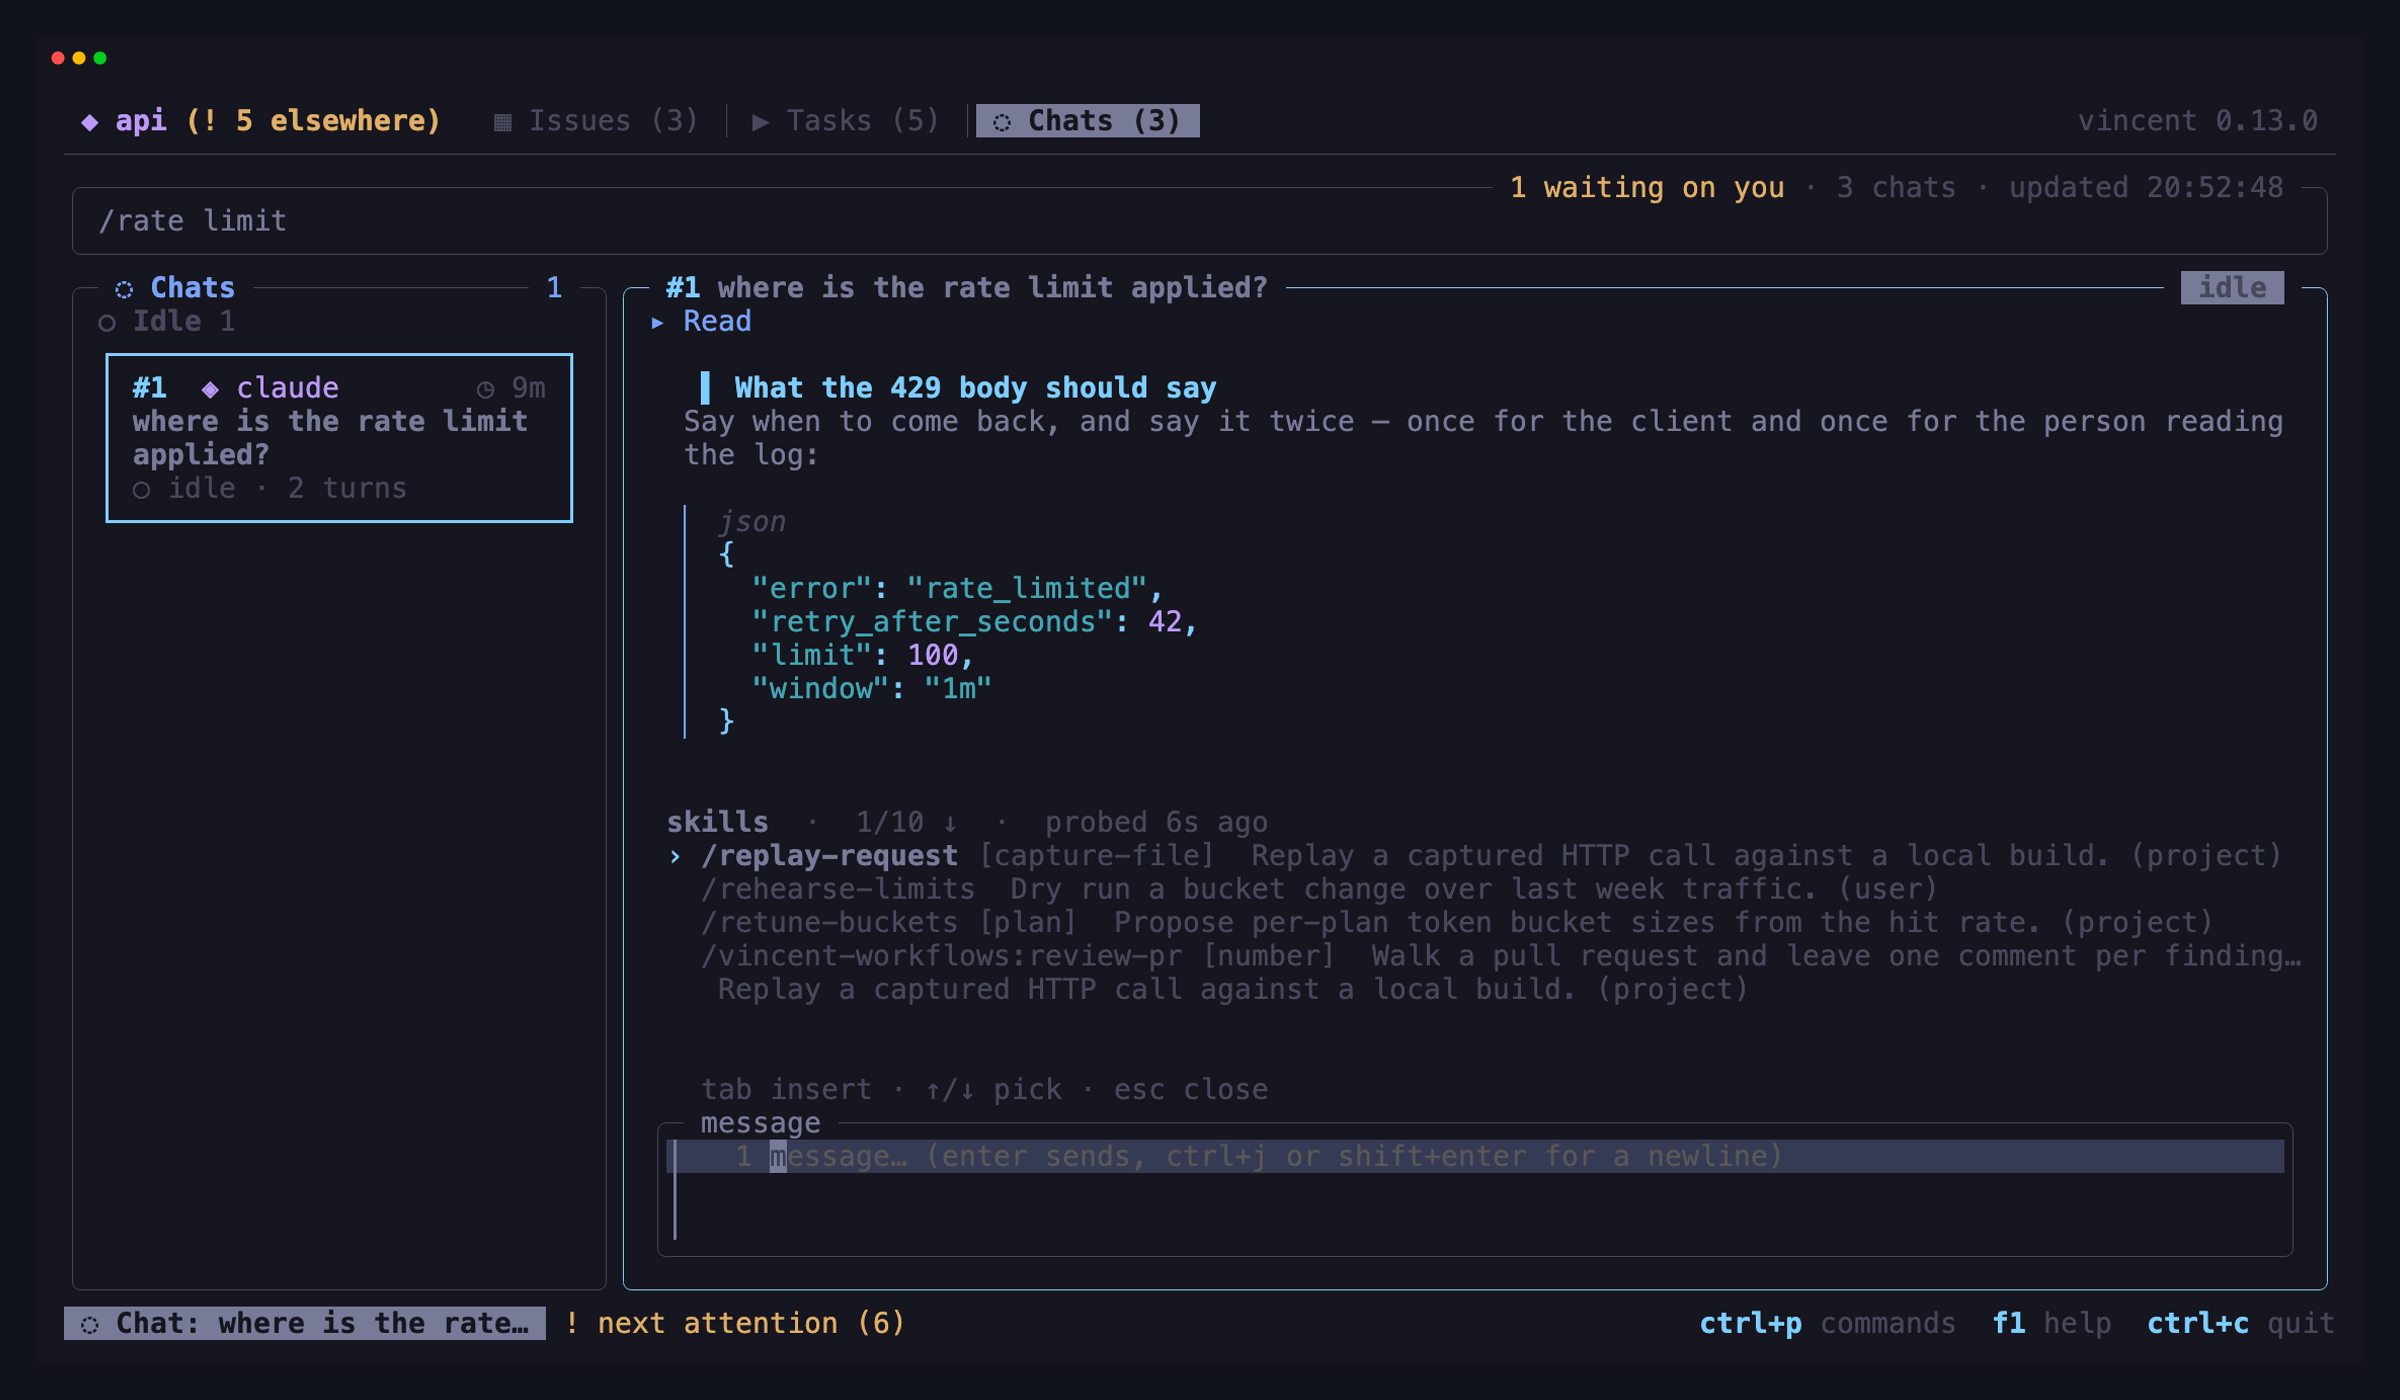 ◆ api (! 5 elsewhere) ▦ Issues (3) ▶ Tasks (5) ◌ Chats (3) vincent 0.13.0
1 waiting on you · 3 chats · updated 20:52:48
/rate limit
◌ Chats 1
○ Idle 1
#1 ◈ claude ◷ 9m
where is the rate limit
applied?
○ idle · 2 turns
#1 where is the rate limit applied? idle
▸ Read
What the 429 body should say
Say when to come back, and say it twice — once for the client and once for the person reading
the log:
json
{
"error": "rate_limited",
"retry_after_seconds": 42,
"limit": 100,
"window": "1m"
}
skills · 1/10 ↓ · probed 6s ago
› /replay-request [capture-file] Replay a captured HTTP call against a local build. (project)
/rehearse-limits Dry run a bucket change over last week traffic. (user)
/retune-buckets [plan] Propose per-plan token bucket sizes from the hit rate. (project)
/vincent-workflows:review-pr [number] Walk a pull request and leave one comment per finding…
Replay a captured HTTP call against a local build. (project)
tab insert · ↑/↓ pick · esc close
message
1 message… (enter sends, ctrl+j or shift+enter for a newline)
◌ Chat: where is the rate… ! next attention (6) ctrl+p commands f1 help ctrl+c quit